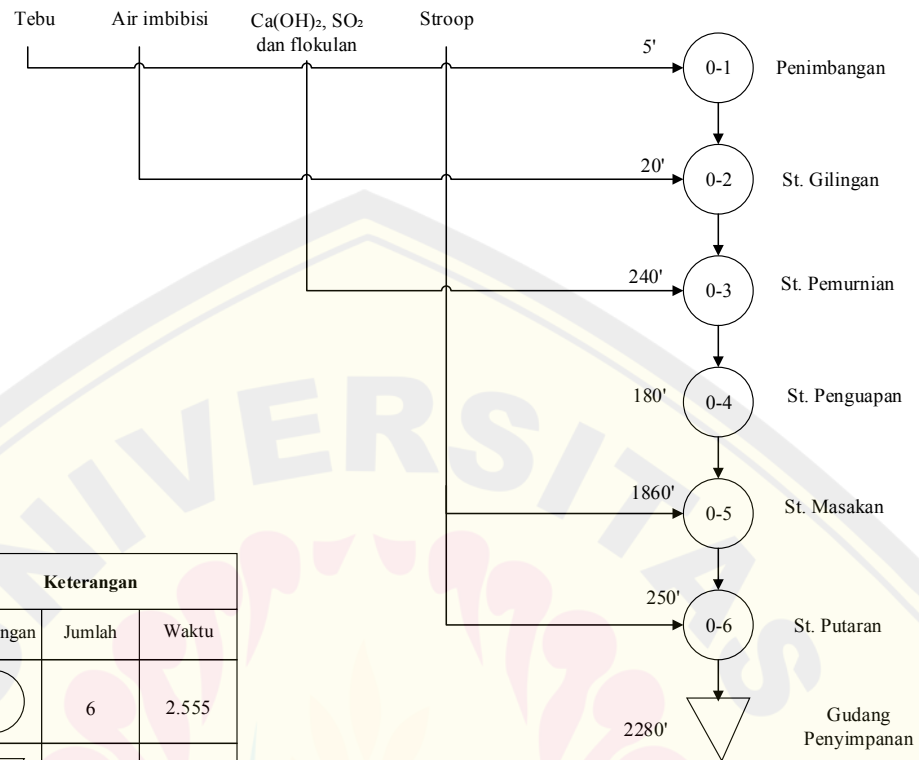 Tebu
Air imbibisi
Ca(OH)₂, SO₂
dan flokulan
Stroop
5'
0-1
Penimbangan
20'
0-2
St. Gilingan
240'
0-3
St. Pemurnian
180'
0-4
St. Penguapan
1860'
0-5
St. Masakan
250'
0-6
St. Putaran
2280'
Gudang
Penyimpanan
Keterangan
Jumlah
Waktu
6
2.555
UNIVERSITAS